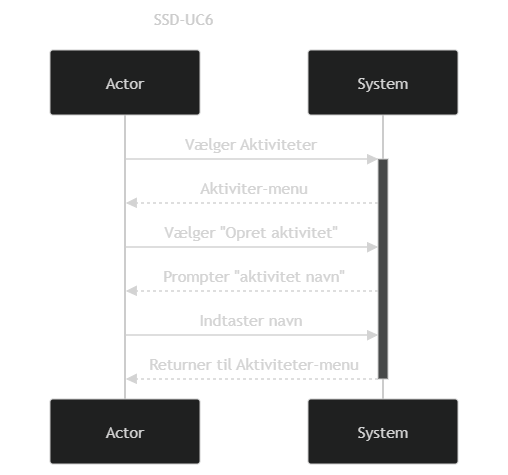 SSD-UC6
Actor
System
Vælger Aktiviteter
Aktiviter-menu
Vælger "Opret aktivitet"
Prompter "aktivitet navn"
Indtaster navn
Returner til Aktiviteter-menu
Actor
System